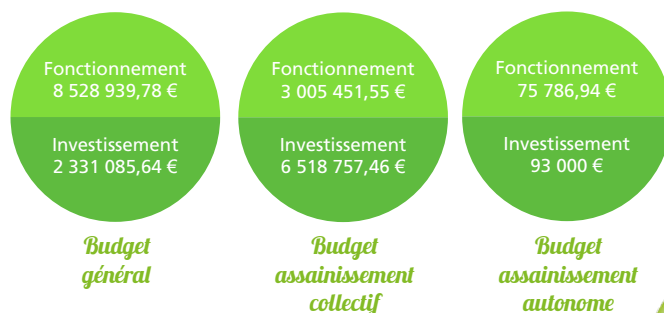 Fonctionnement
8 528 939,78 €
Investissement
2 331 085,64 €
Budget
général
Fonctionnement
3 005 451,55 €
Investissement
6 518 757,46 €
Budget
assainissement
collectif
Fonctionnement
75 786,94 €
Investissement
93 000 €
Budget
assainissement
autonome